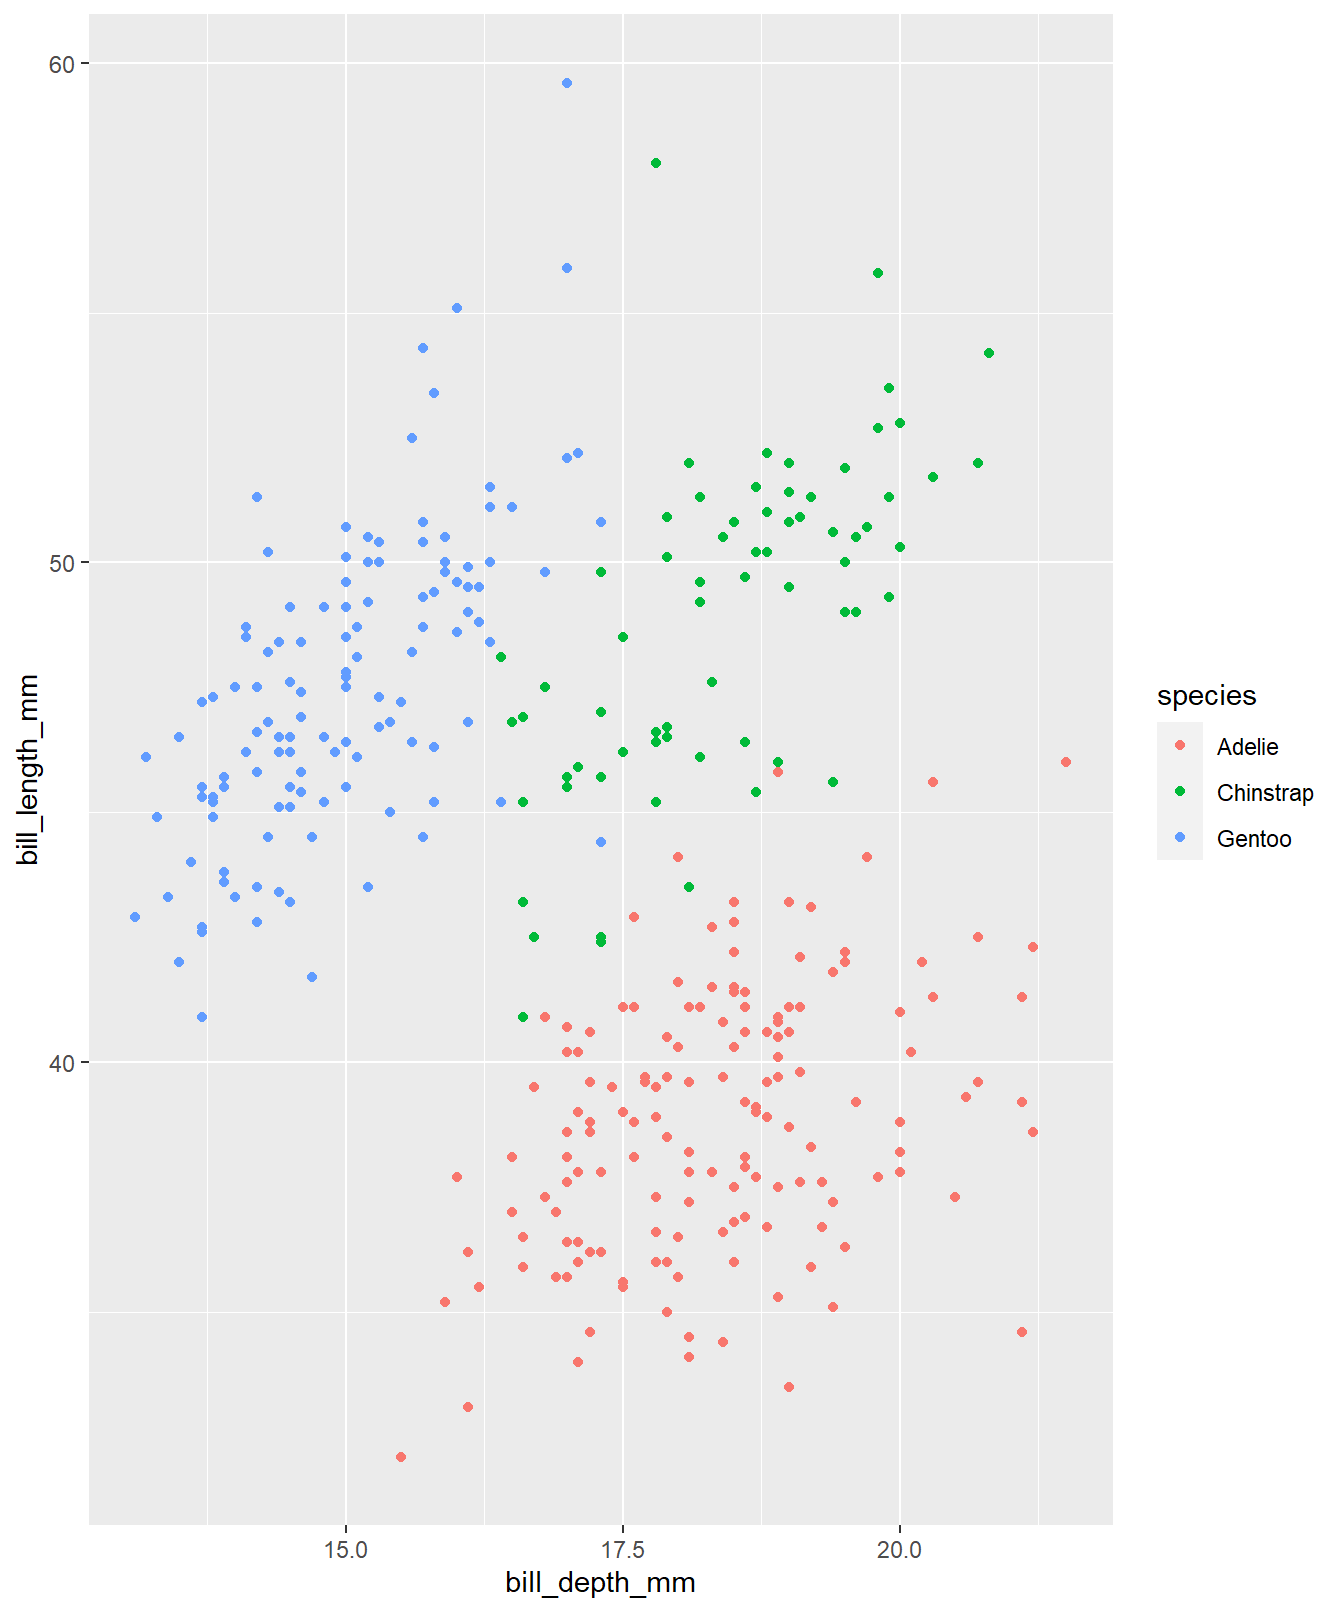 60
50
40
bill_length_mm
15.0 17.5 20.0
bill_depth_mm
species
Adelie
Chinstrap
Gentoo